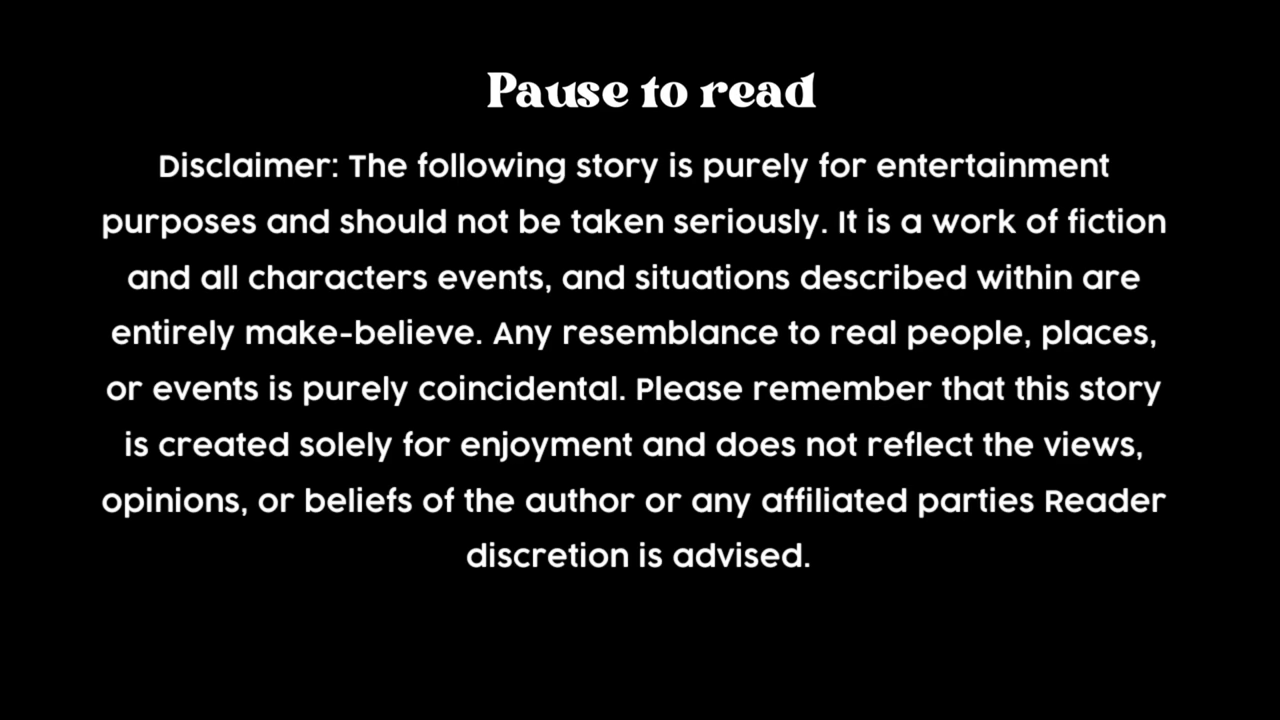 Pause to read
Disclaimer: The following story is purely for entertainment
purposes and should not be taken seriously. It is a work of fiction
and all characters events, and situations described within are
entirely make-believe. Any resemblance to real people, places,
or events is purely coincidental. Please remember that this story
is created solely for enjoyment and does not reflect the views,
opinions, or beliefs of the author or any affiliated parties Reader
discretion is advised.